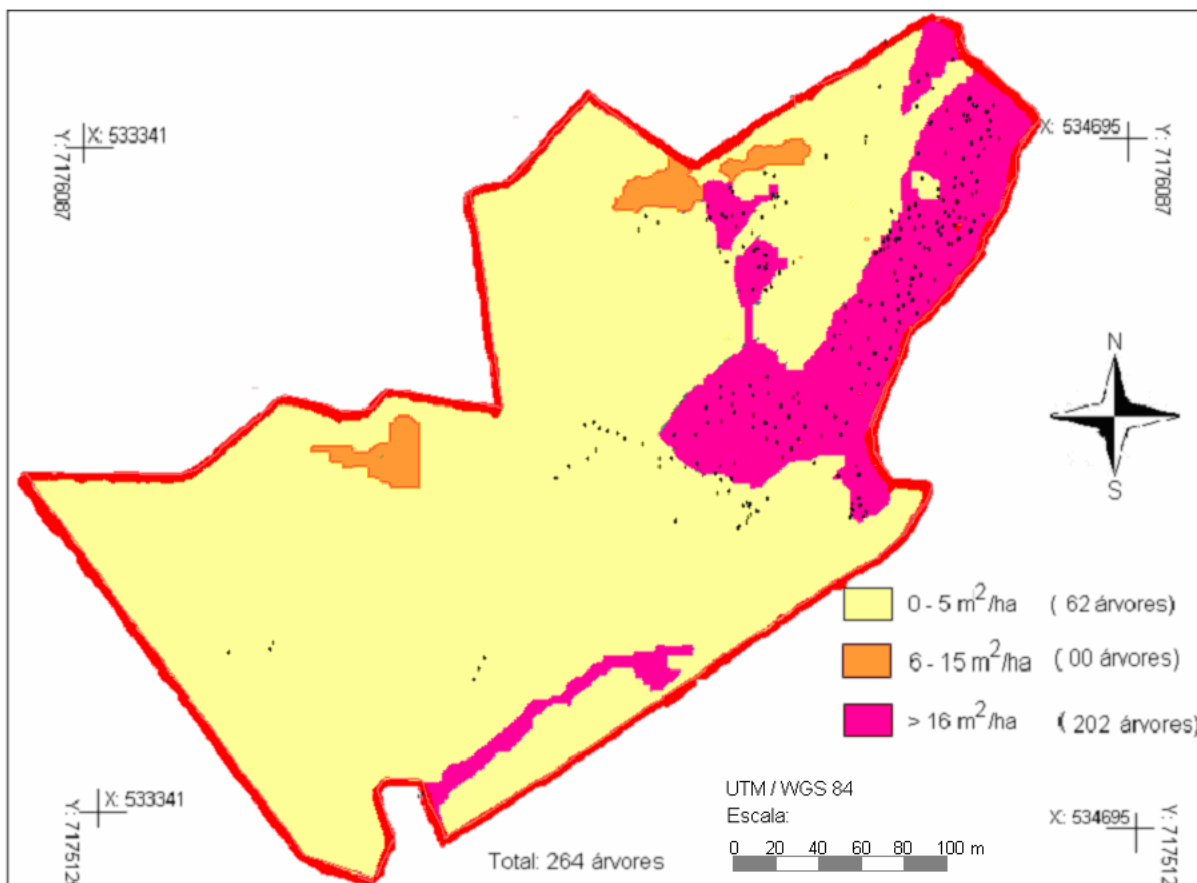 X: 533341
Y: 7176087
X: 534695
Y: 7176087
N
S
0 - 5 m²/ha ( 62 árvores)
6 - 15 m²/ha ( 00 árvores)
> 16 m²/ha ( 202 árvores)
X: 533341
Y: 7175120
UTM / WGS 84
Escala:
0 20 40 60 80 100 m
Total: 264 árvores
X: 534695